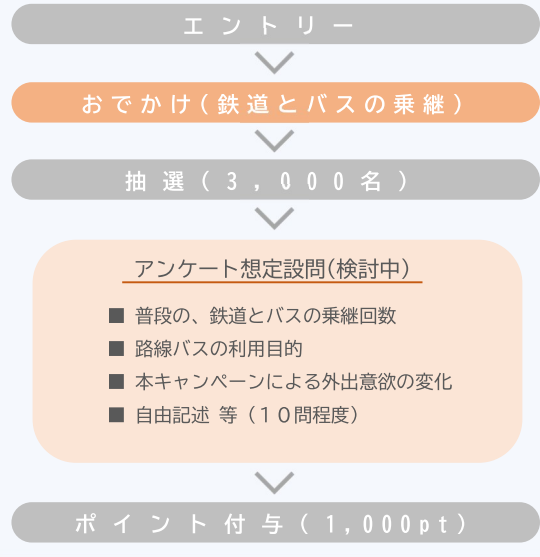 エントリー
おでかけ(鉄道とバスの乗継)
抽選(3,000名)
アンケート想定設問(検討中)
■ 普段の、鉄道とバスの乗継回数
■ 路線バスの利用目的
■ 本キャンペーンによる外出意欲の変化
■ 自由記述 等（１０問程度）
ポイント付与(1,000pt)